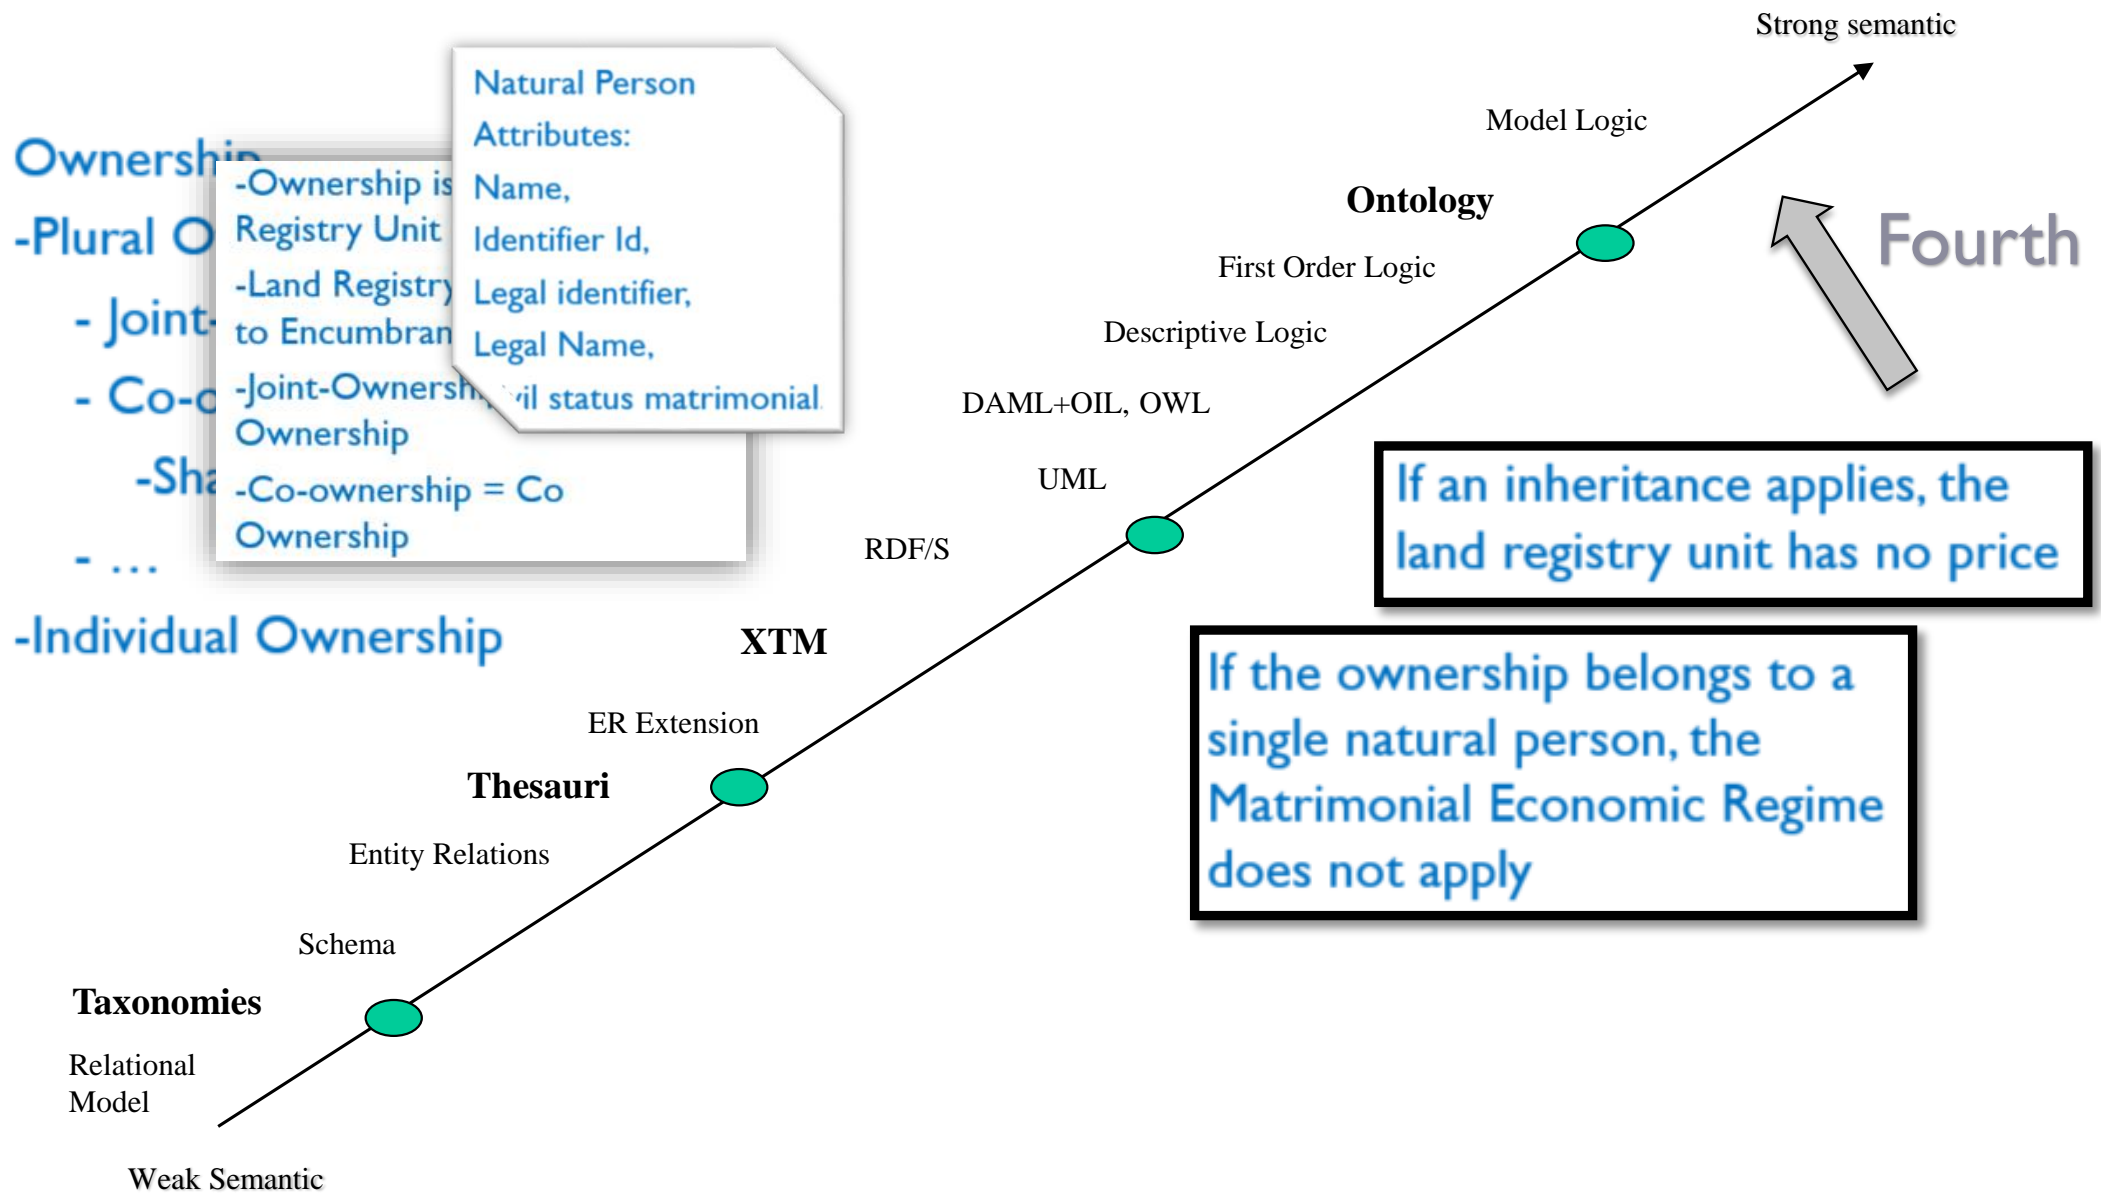 Strong semantic
Model Logic
Ontology
First Order Logic
Descriptive Logic
DAML+OIL, OWL
UML
RDF/S
XTM
ER Extension
Thesauri
Entity Relations
Schema
Taxonomies
Relational
Model
Weak Semantic
Ownership
-Plural
- Joint-
-
- ...
-Individual Ownership
-Ownership is
Registry Unit
-Land Registry
to
-Joint-Ownersh
Ownership
-Co-ownership = Co
Ownership
Natural Person
Attributes:
Name,
Identifier Id,
Legal identifier,
Legal Name,
status matrimonial.
Fourth
If an inheritance applies, the
land registry unit has no price
If the ownership belongs to a
single natural person, the
Matrimonial Economic Regime
does not apply